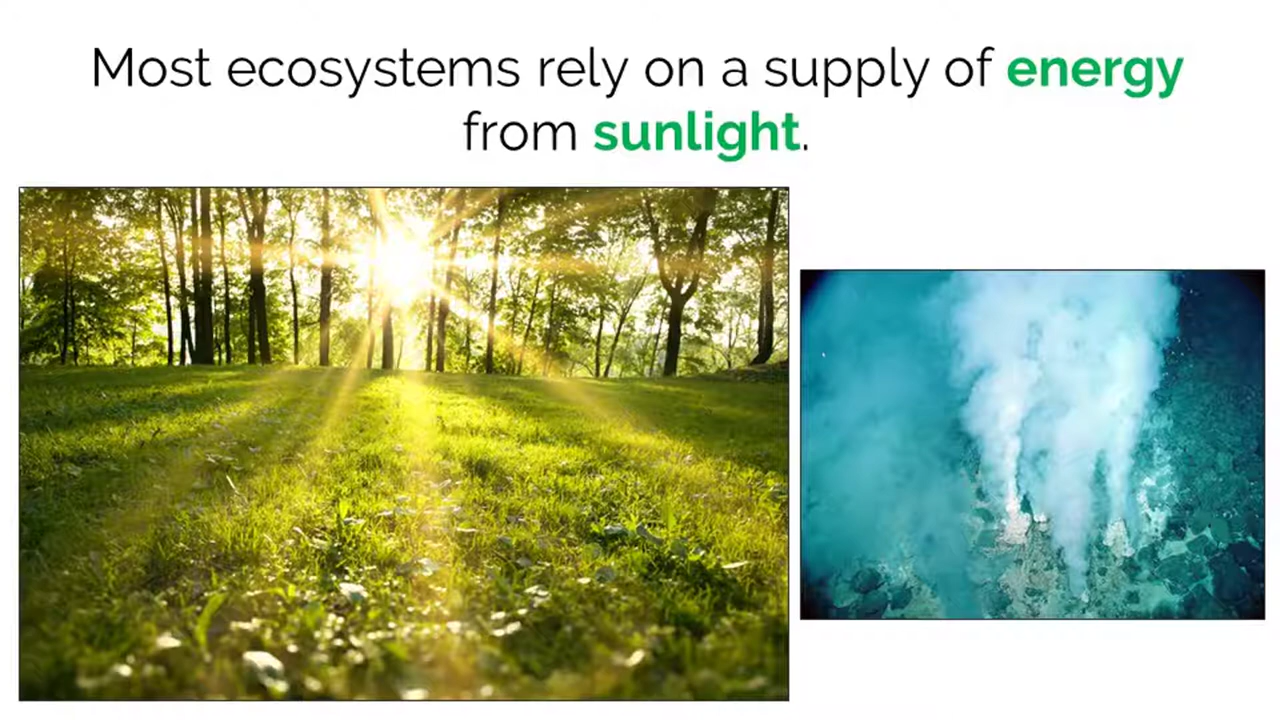 Most ecosystems rely on a supply of energy
from sunlight.